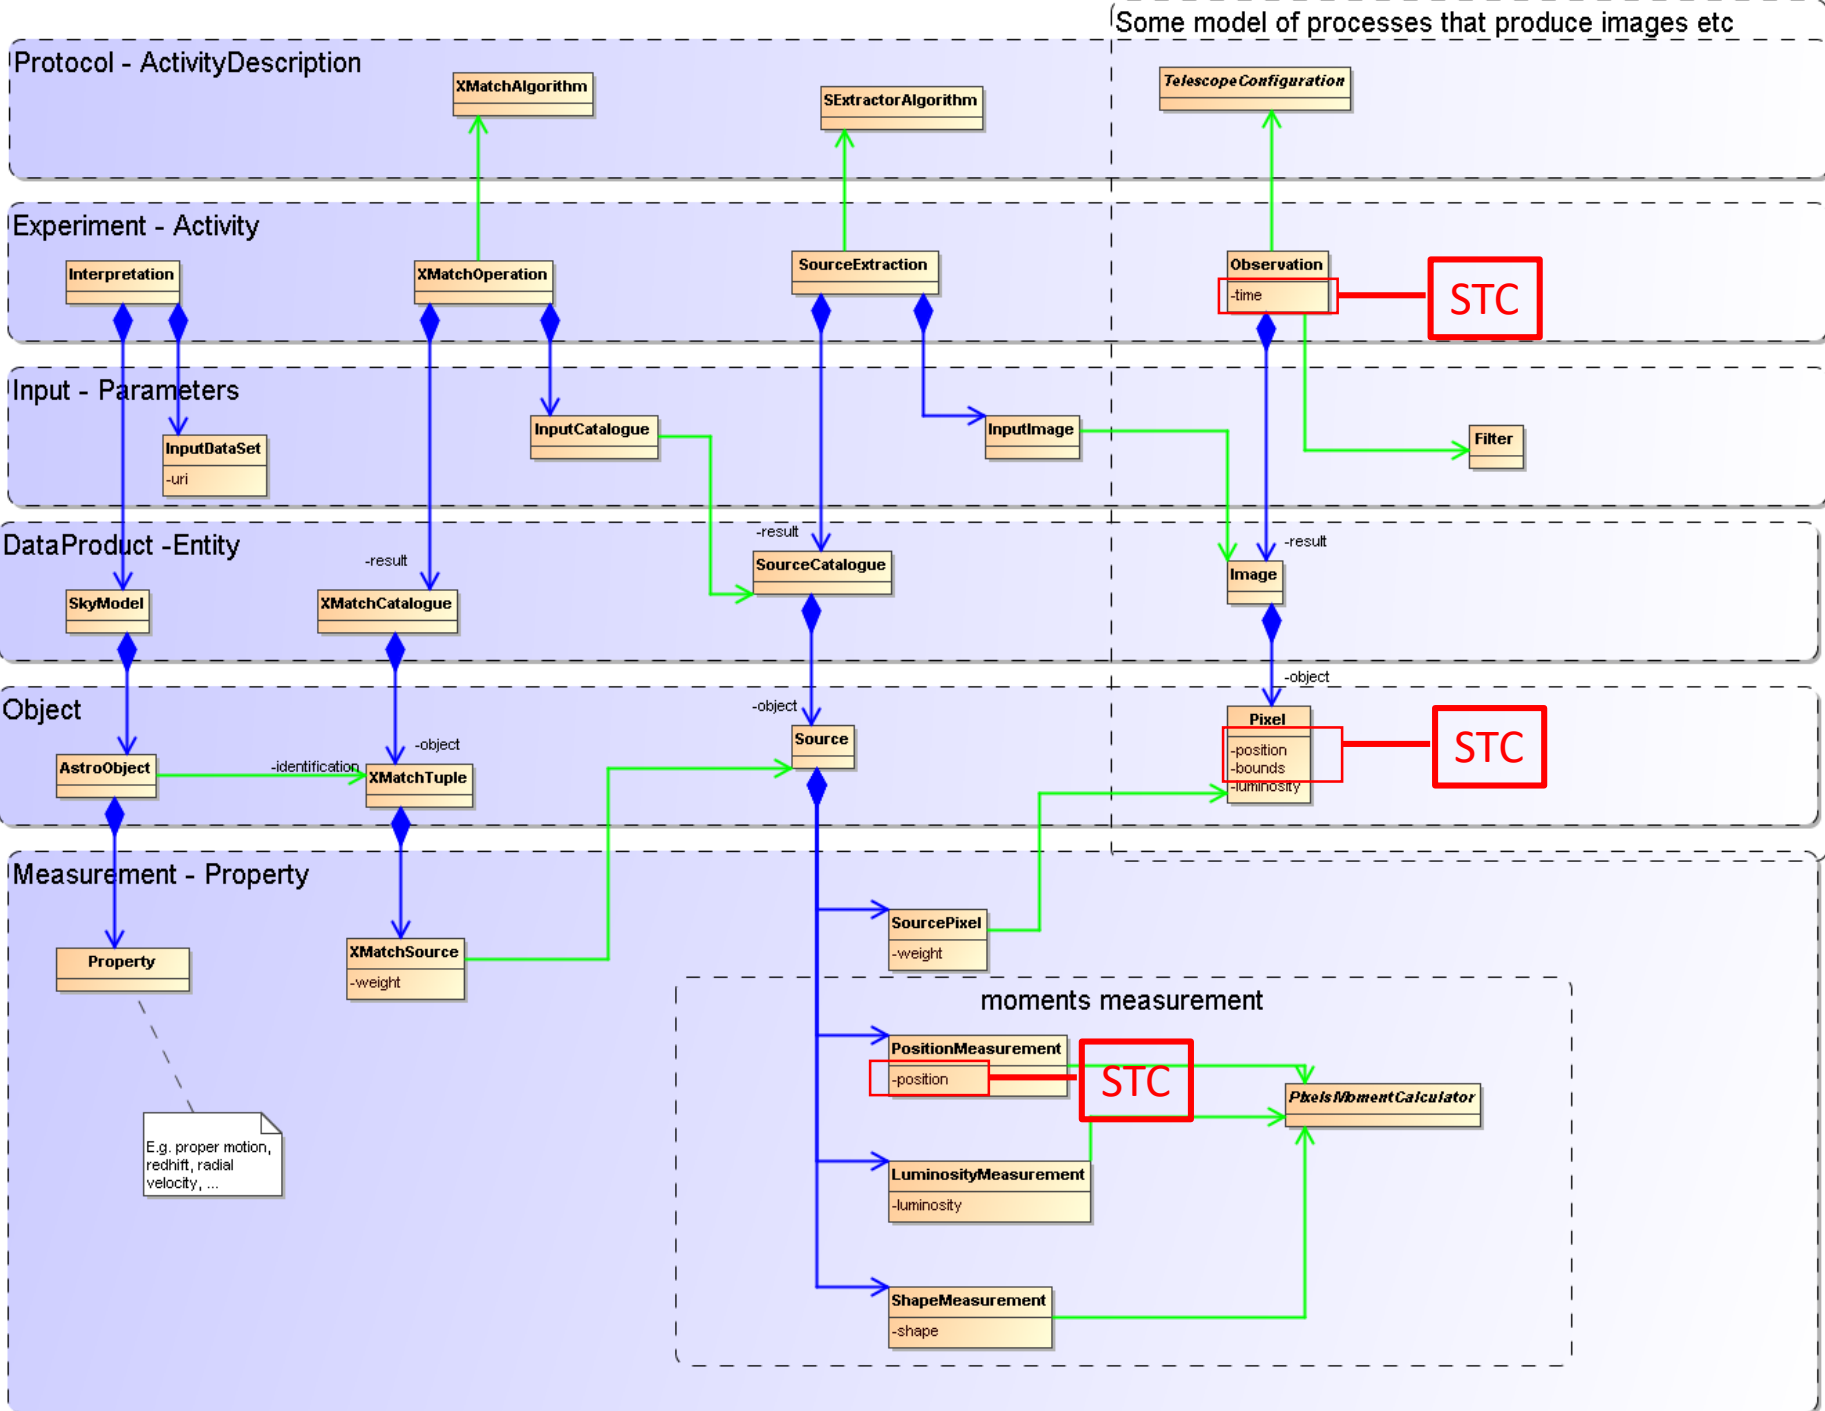 Some model of processes that produce images etc
Protocol - ActivityDescription
XMatchAlgorithm
SExtractorAlgorithm
TelescopeConfiguration
Experiment - Activity
Interpretation
XMatchOperation
SourceExtraction
Observation
-time
STC
Input - Parameters
InputDataSet
-uri
InputCatalogue
InputImage
Filter
DataProduct -Entity
-result
-result
-result
SkyModel
XMatchCatalogue
SourceCatalogue
Image
Object
-object
-object
-object
AstroObject
-identification
XMatchTuple
Source
Pixel
-position
-bounds
-luminosity
STC
Measurement - Property
Property
XMatchSource
-weight
SourcePixel
-weight
moments measurement
PositionMeasurement
-position
STC
PixelsMomentCalculator
E.g. proper motion,
redhift, radial
velocity, ...
LuminosityMeasurement
-luminosity
ShapeMeasurement
-shape